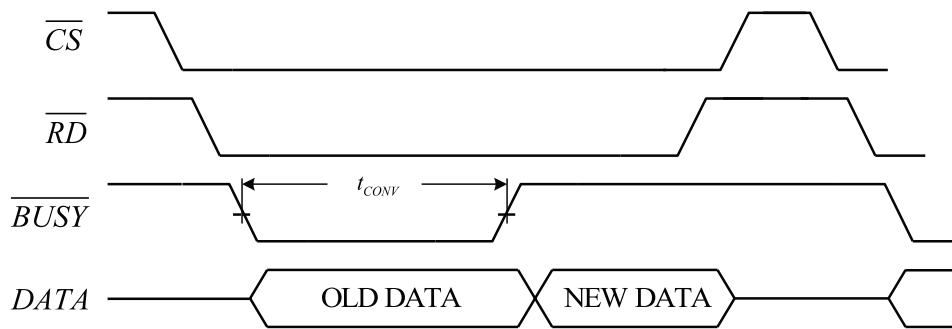 CS
RD
t_CONV
BUSY
DATA OLD DATA NEW DATA